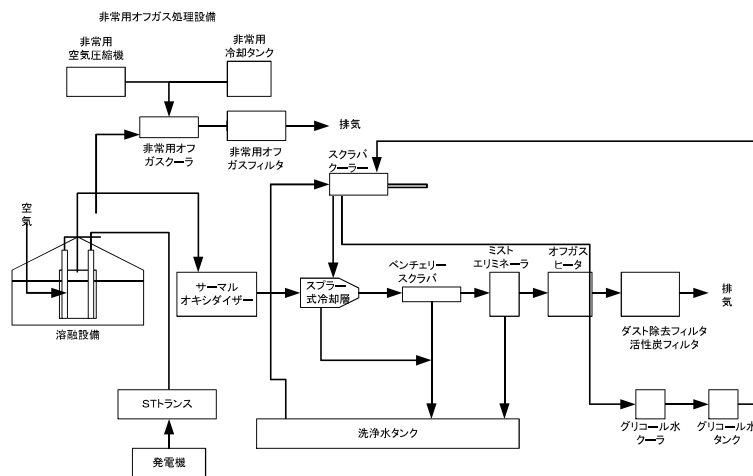 非常用オフガス処理設備
非常用
空気圧縮機
非常用
冷却タンク
非常用オフ
ガスクーラ
非常用オフ
ガスフィルタ
排気
スクラバ
クーラー
空
気
溶融設備
サーマル
オキシダイザー
スプラー
式冷却層
ベンチェリー
スクラバ
ミスト
エリミネーラ
オフガス
ヒータ
ダスト除去フィルタ
活性炭フィルタ
排
気
STトランス
発電機
洗浄水タンク
グリコール水
クーラ
グリコール水
タンク